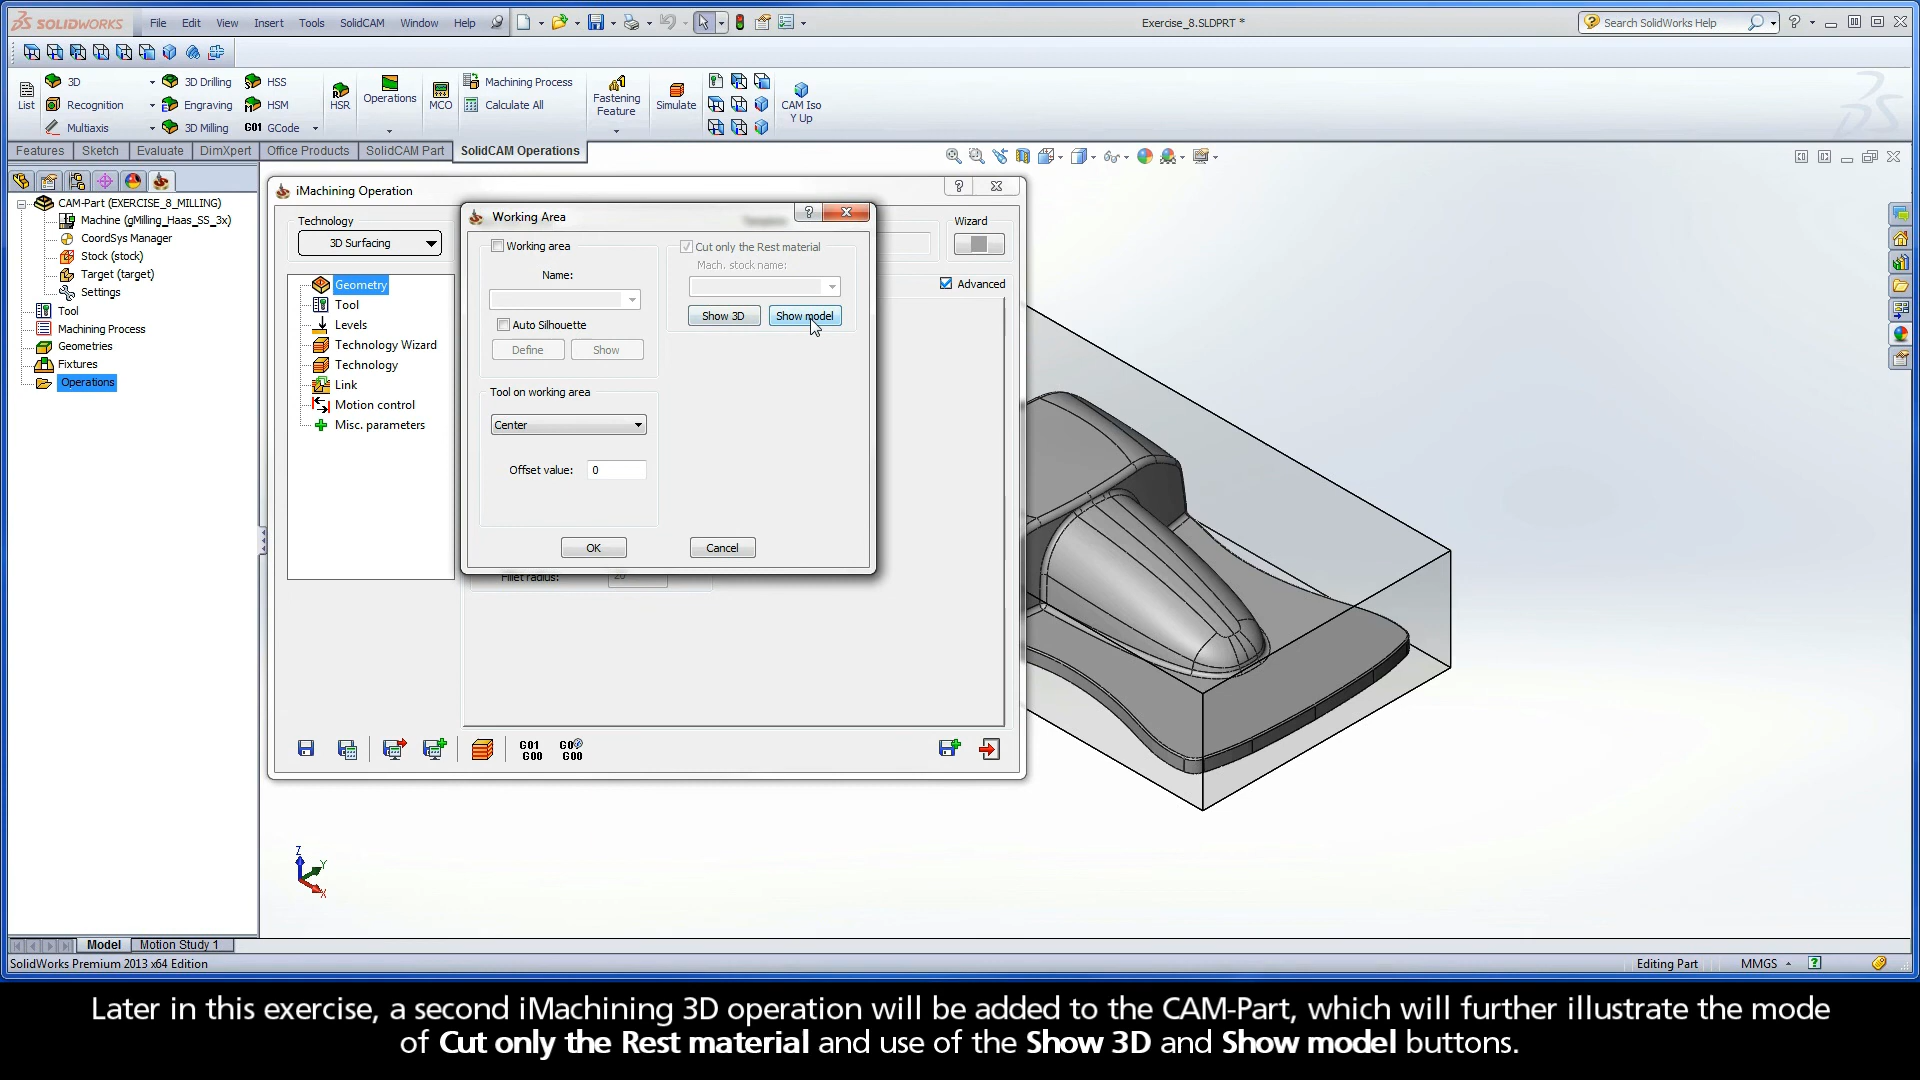 SOLIDWORKS File Edit View Insert Tools SolidCAM Window Help Exercise_8.SLDPRT * Search SolidWorks Help
List 3D Recognition Multiaxis
3D Drilling Engraving 3D Milling
HSS HSM G01 GCode
HSR Operations MCO
Machining Process
Calculate All
Fastening Feature
Simulate
CAM Iso Y Up
Features Sketch Evaluate DimXpert Office Products SolidCAM Part SolidCAM Operations
CAM-Part (EXERCISE_8_MILLING)
Machine (gMilling_Haas_SS_3x)
CoordSys Manager
Stock (stock)
Target (target)
Settings
Tool
Machining Process
Geometries
Fixtures
Operations
iMachining Operation
Technology
3D Surfacing
Geometry
Tool
Levels
Technology Wizard
Technology
Link
Motion control
Misc. parameters
Wizard
Advanced
Working Area
Working area
Name:
Auto Silhouette
Define Show
Tool on working area
Center
Offset value: 0
Cut only the Rest material
Mach. stock name:
Show 3D Show model
OK Cancel
Fillet radius: 20
G01 G00
G0 G00
Z
Y
X
Model Motion Study 1
SolidWorks Premium 2013 x64 Edition Editing Part MMGS
Later in this exercise, a second iMachining 3D operation will be added to the CAM-Part, which will further illustrate the mode
of Cut only the Rest material and use of the Show 3D and Show model buttons.